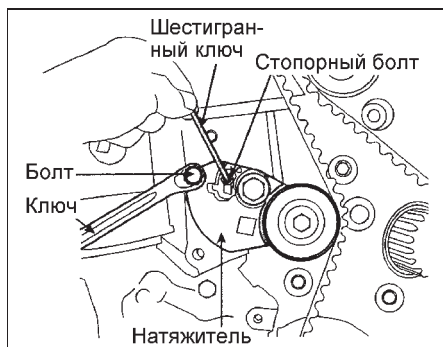 Шестигран-
ный ключ
Стопорный болт
Болт
Ключ
Натяжитель